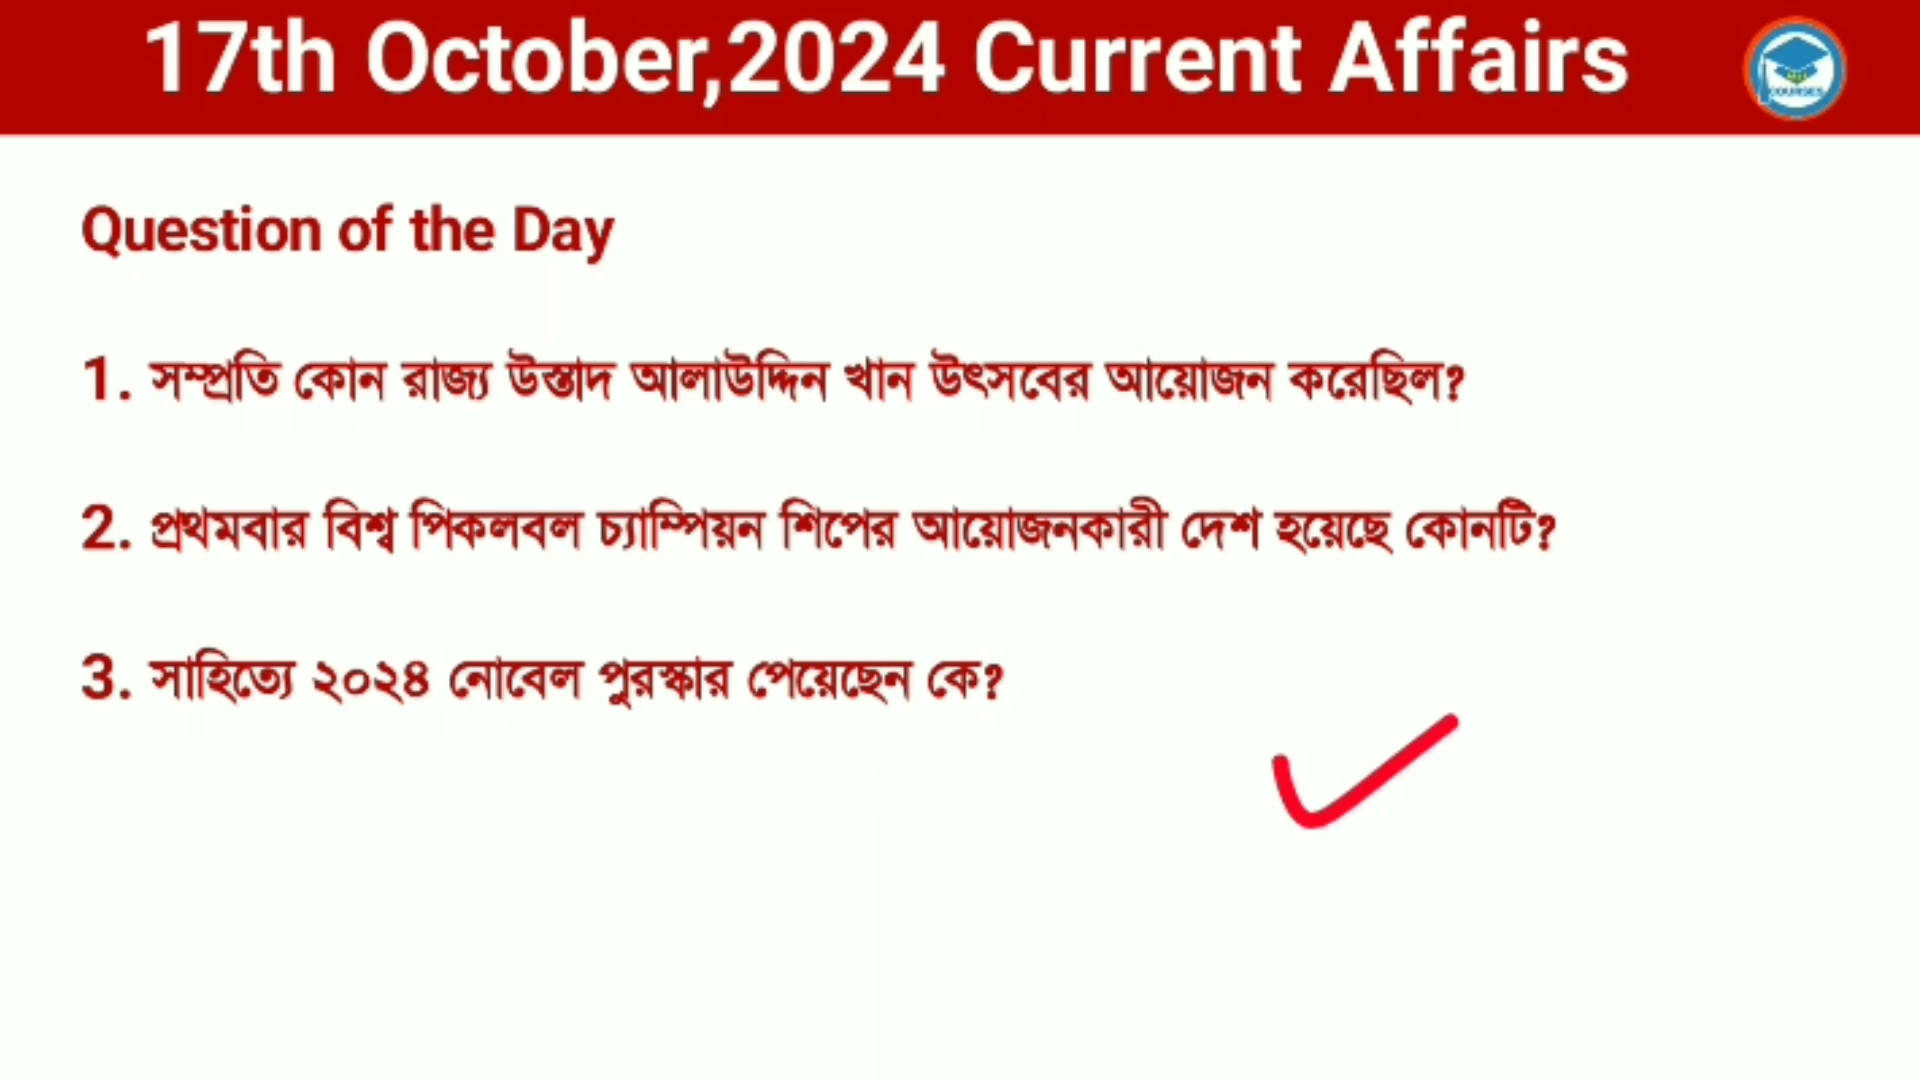 17th October,2024 Current Affairs
COURSES
Question of the Day
1. সম্প্রতি কোন রাজ্য উস্তাদ আলাউদ্দিন খান উৎসবের আয়োজন করেছিল?
2. প্রথমবার বিশ্ব পিকলবল চ্যাম্পিয়ন শিপের আয়োজনকারী দেশ হয়েছে কোনটি?
3. সাহিত্যে ২০২৪ নোবেল পুরস্কার পেয়েছেন কে?